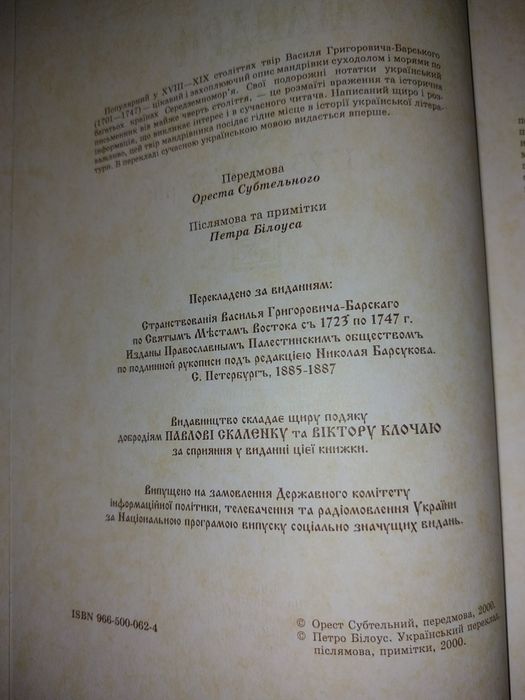 Популярний у XVIII—XIX століттях твір Василя Григоровича-Барського
(1701—1747) — цікавий і захоплюючий опис мандрівки суходолом і морями по
багатьох країнах Середземномор'я. Свої подорожні нотатки український
письменник вів майже чверть століття, — це розмаїті враження та історична
інформація, що викликає інтерес і в сучасного читача. Написаний щиро і роз-
важливо, цей твір мандрівника посідає гідне місце в історії української літера-
тури. В перекладі сучасною українською мовою видається вперше.
Передмова
Ореста Субтельного
Післямова та примітки
Петра Білоуса
Перекладено за виданням:
Странствованія Василья Григоровича-Барскаго
по Святымъ Мѣстамъ Востока съ 1723 по 1747 г.
Изданы Православнымъ Палестинскимъ обществомъ
по подлинной рукописи подъ редакціею Николая Барсукова.
С. Петербургъ, 1885-1887
Видавництво складає щиру подяку
добродіям ПАВЛОВІ СКАЛЕНКУ та ВІКТОРУ КЛОЧАЮ
за сприяння у виданні цієї книжки.
Випущено на замовлення Державного комітету
інформаційної політики, телебачення та радіомовлення України
за Національною програмою випуску соціально значущих видань.
ISBN 966-500-062-4
© Орест Субтельний, передмова, 2000.
© Петро Білоус. Український переклад,
післямова, примітки, 2000.